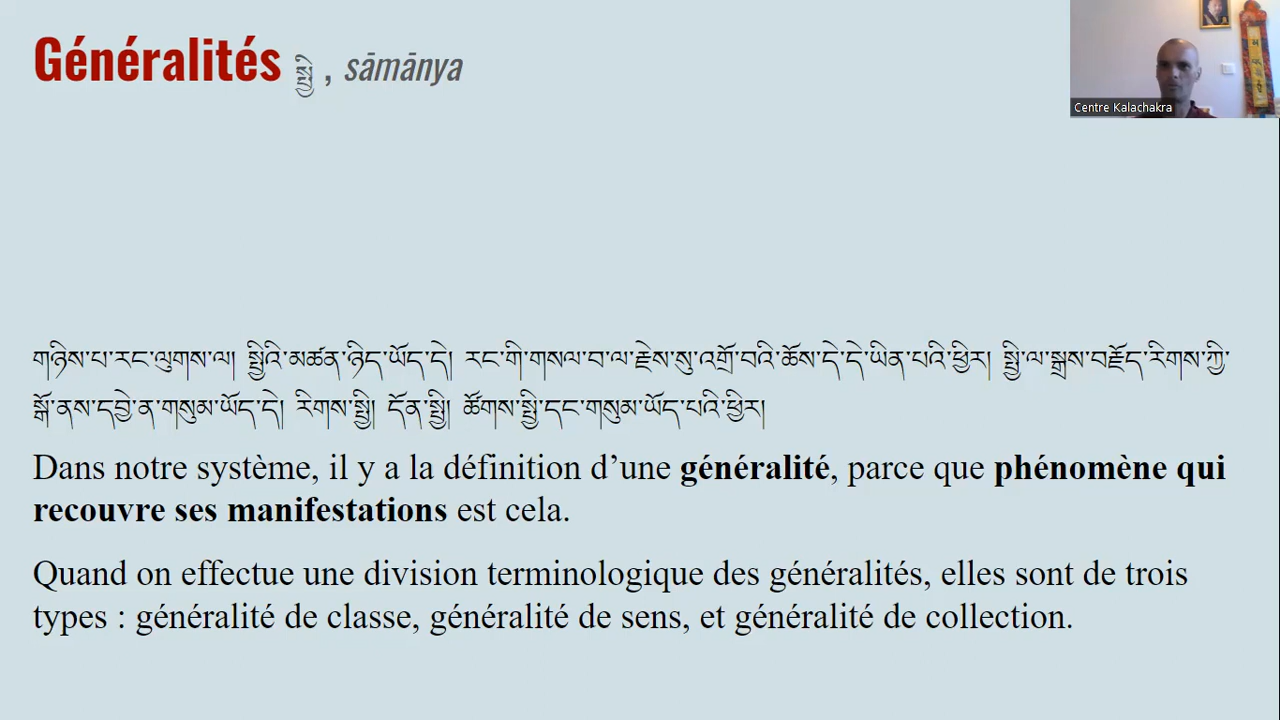 Généralités སྤྱི , sāmānya
Centre Kalachakra
གཉིས་པ་རང་ལུགས་ལ། སྤྱིའི་མཚན་ཉིད་ཡོད་དེ། རང་གི་གསལ་བ་ལ་རྗེས་སུ་འགྲོ་བའི་ཆོས་དེ་དེ་ཡིན་པའི་ཕྱིར། སྤྱི་ལ་སྒྲས་བརྗོད་རིགས་ཀྱི་
སྒོ་ནས་དབྱེ་ན་གསུམ་ཡོད་དེ། རིགས་སྤྱི། དོན་སྤྱི། ཚོགས་སྤྱི་དང་གསུམ་ཡོད་པའི་ཕྱིར།
Dans notre système, il y a la définition d’une généralité, parce que phénomène qui
recouvre ses manifestations est cela.
Quand on effectue une division terminologique des généralités, elles sont de trois
types : généralité de classe, généralité de sens, et généralité de collection.